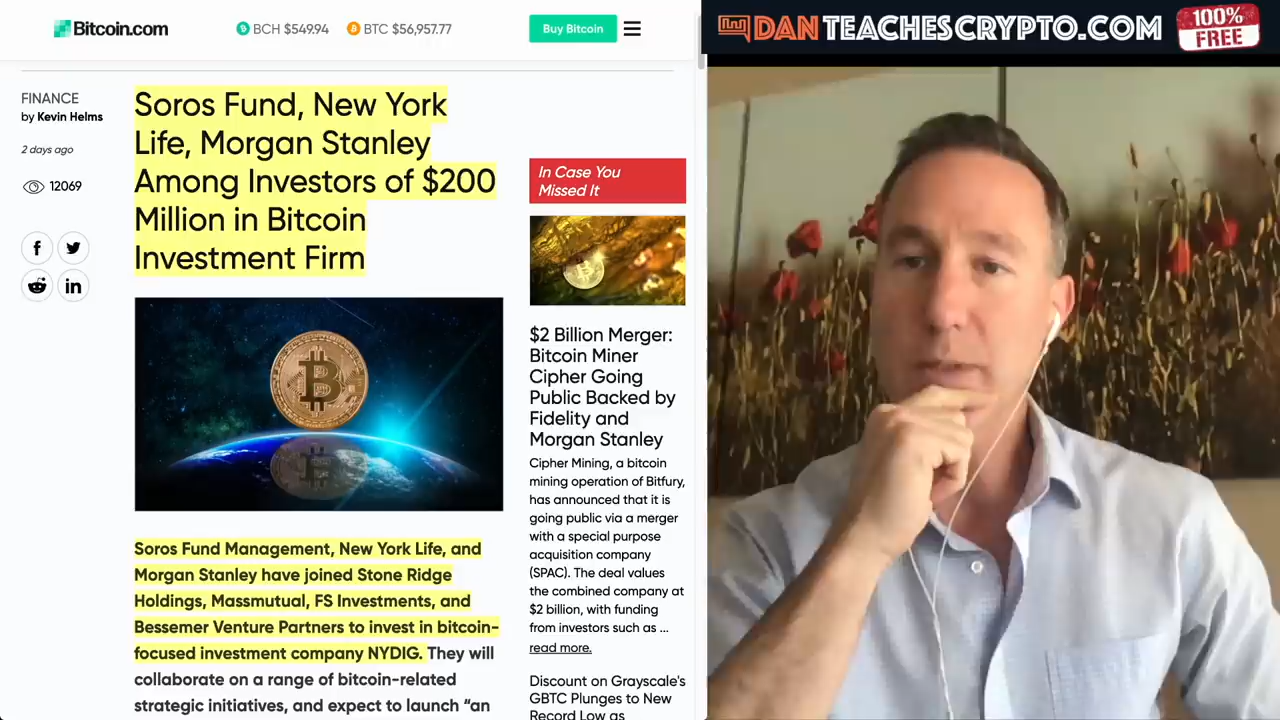 Bitcoin.com
BCH $549.94
BTC $56,957.77
Buy Bitcoin
FINANCE
by Kevin Helms
2 days ago
12069
Soros Fund, New York
Life, Morgan Stanley
Among Investors of $200
Million in Bitcoin
Investment Firm
Soros Fund Management, New York Life, and
Morgan Stanley have joined Stone Ridge
Holdings, Massmutual, FS Investments, and
Bessemer Venture Partners to invest in bitcoin-
focused investment company NYDIG. They will
collaborate on a range of bitcoin-related
strategic initiatives, and expect to launch “an
In Case You
Missed It
$2 Billion Merger:
Bitcoin Miner
Cipher Going
Public Backed by
Fidelity and
Morgan Stanley
Cipher Mining, a bitcoin
mining operation of Bitfury,
has announced that it is
going public via a merger
with a special purpose
acquisition company
(SPAC). The deal values
the combined company at
$2 billion, with funding
from investors such as ...
read more.
Discount on Grayscale's
GBTC Plunges to New
Record Low as
DANTEACHESCRYPTO.COM
100%
FREE